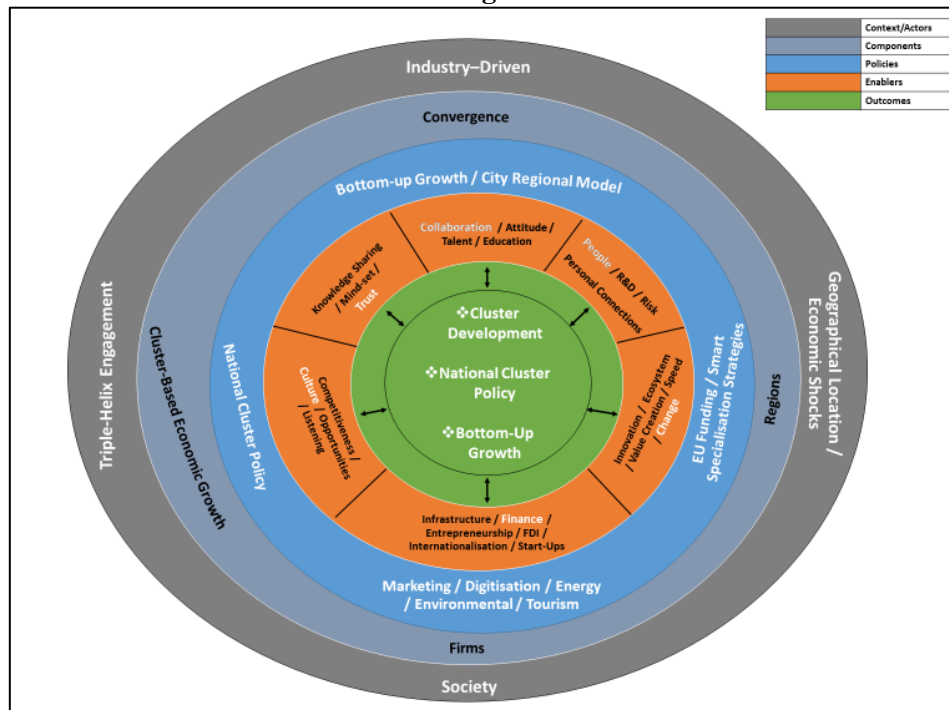 Context/Actors
Components
Policies
Enablers
Outcomes
Industry–Driven
Convergence
Bottom-up Growth / City Regional Model
Collaboration / Attitude /
Talent / Education
People / R&D / Risk
Personal Connections
Knowledge Sharing
/ Mind-set /
Trust
Triple-Helix Engagement
Cluster-Based Economic Growth
National Cluster Policy
Competitiveness /
Culture / Opportunities
/ Listening
❖Cluster
Development
❖National Cluster
Policy
❖Bottom-Up
Growth
Innovation / Ecosystem
/ Value Creation / Speed
/ Change
EU Funding / Smart
Specialisation Strategies
Regions
Geographical Location /
Economic Shocks
Infrastructure / Finance /
Entrepreneurship / FDI /
Internationalisation / Start-Ups
Marketing / Digitisation / Energy
/ Environmental / Tourism
Firms
Society